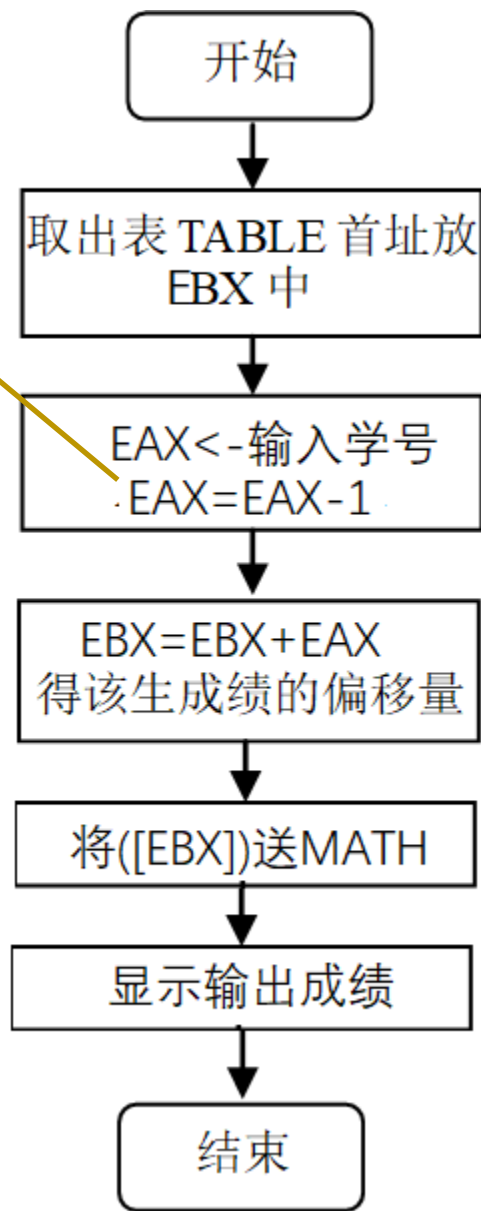 开始
取出表 TABLE 首址放
EBX 中
EAX<-输入学号
EAX=EAX-1
EBX=EBX+EAX
得该生成绩的偏移量
将([EBX])送MATH
显示输出成绩
结束